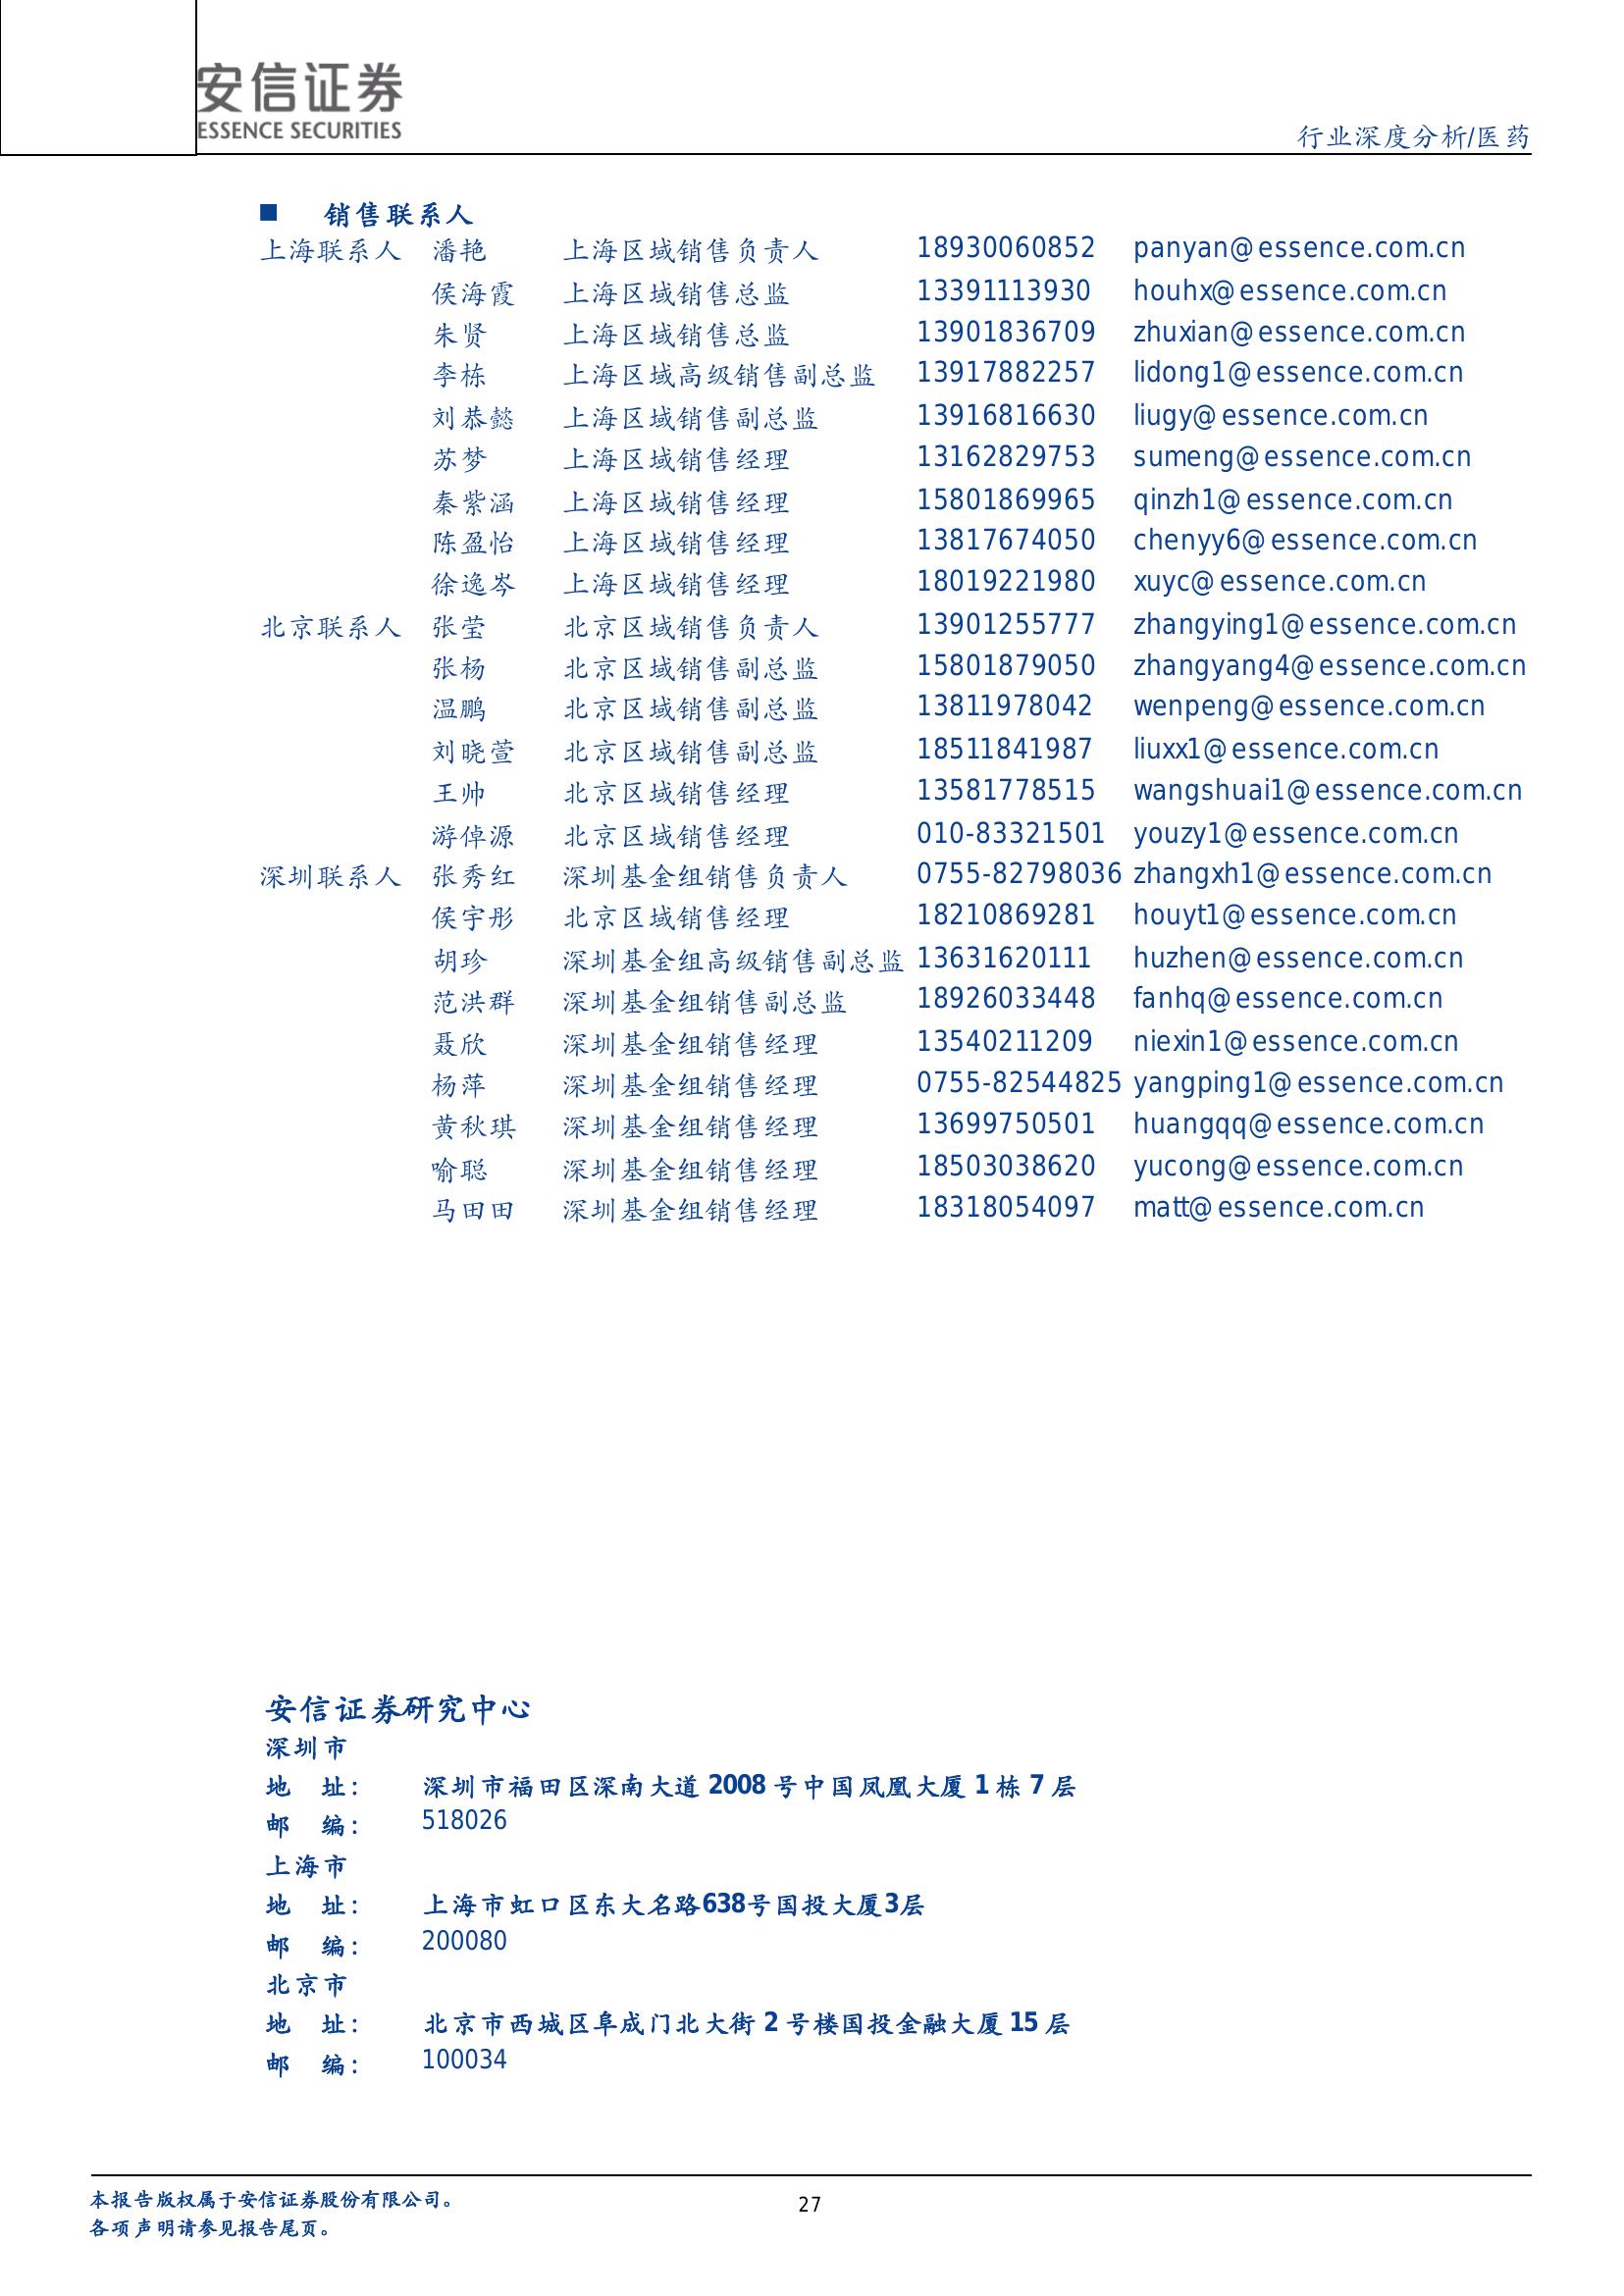 安信证券
ESSENCE SECURITIES
行业深度分析/医药
■ 销售联系人
上海联系人 潘艳 上海区域销售负责人 18930060852 panyan@essence.com.cn
侯海霞 上海区域销售总监 13391113930 houhx@essence.com.cn
朱贤 上海区域销售总监 13901836709 zhuxian@essence.com.cn
李栋 上海区域高级销售副总监 13917882257 lidong1@essence.com.cn
刘恭懿 上海区域销售副总监 13916816630 liugy@essence.com.cn
苏梦 上海区域销售经理 13162829753 sumeng@essence.com.cn
秦紫涵 上海区域销售经理 15801869965 qinzh1@essence.com.cn
陈盈怡 上海区域销售经理 13817674050 chenyy6@essence.com.cn
徐逸岑 上海区域销售经理 18019221980 xuyc@essence.com.cn
北京联系人 张莹 北京区域销售负责人 13901255777 zhangying1@essence.com.cn
张杨 北京区域销售副总监 15801879050 zhangyang4@essence.com.cn
温鹏 北京区域销售副总监 13811978042 wenpeng@essence.com.cn
刘晓萱 北京区域销售副总监 18511841987 liuxx1@essence.com.cn
王帅 北京区域销售经理 13581778515 wangshuai1@essence.com.cn
游倬源 北京区域销售经理 010-83321501 youzy1@essence.com.cn
深圳联系人 张秀红 深圳基金组销售负责人 0755-82798036 zhangxh1@essence.com.cn
侯宇彤 北京区域销售经理 18210869281 houyt1@essence.com.cn
胡珍 深圳基金组高级销售副总监 13631620111 huzhen@essence.com.cn
范洪群 深圳基金组销售副总监 18926033448 fanhq@essence.com.cn
聂欣 深圳基金组销售经理 13540211209 niexin1@essence.com.cn
杨萍 深圳基金组销售经理 0755-82544825 yangping1@essence.com.cn
黄秋琪 深圳基金组销售经理 13699750501 huangqq@essence.com.cn
喻聪 深圳基金组销售经理 18503038620 yucong@essence.com.cn
马田田 深圳基金组销售经理 18318054097 matt@essence.com.cn
安信证券研究中心
深圳市
地 址： 深圳市福田区深南大道 2008 号中国凤凰大厦 1 栋 7 层
邮 编： 518026
上海市
地 址： 上海市虹口区东大名路638号国投大厦3层
邮 编： 200080
北京市
地 址： 北京市西城区阜成门北大街 2 号楼国投金融大厦 15 层
邮 编： 100034
本报告版权属于安信证券股份有限公司。
各项声明请参见报告尾页。
27